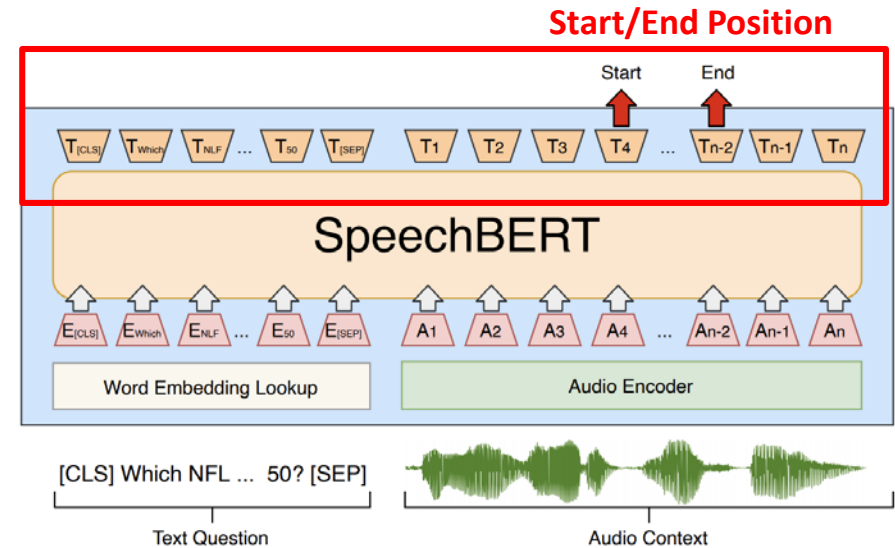 Start/End Position
Start End
T[CLS] TWhich TNLF ... T50 T[SEP] T1 T2 T3 T4 ... Tn-2 Tn-1 Tn
SpeechBERT
E[CLS] EWhich ENLF ... E50 E[SEP] A1 A2 A3 A4 ... An-2 An-1 An
Word Embedding Lookup Audio Encoder
[CLS] Which NFL ... 50? [SEP]
Text Question Audio Context